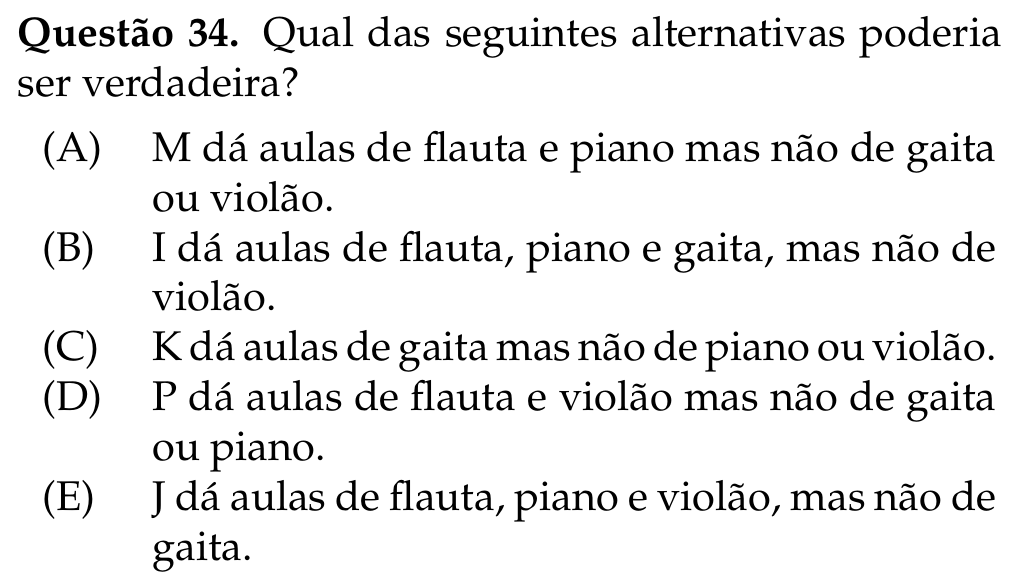 Questão 34. Qual das seguintes alternativas poderia
ser verdadeira?
(A) M dá aulas de flauta e piano mas não de gaita
ou violão.
(B) I dá aulas de flauta, piano e gaita, mas não de
violão.
(C) K dá aulas de gaita mas não de piano ou violão.
(D) P dá aulas de flauta e violão mas não de gaita
ou piano.
(E) J dá aulas de flauta, piano e violão, mas não de
gaita.